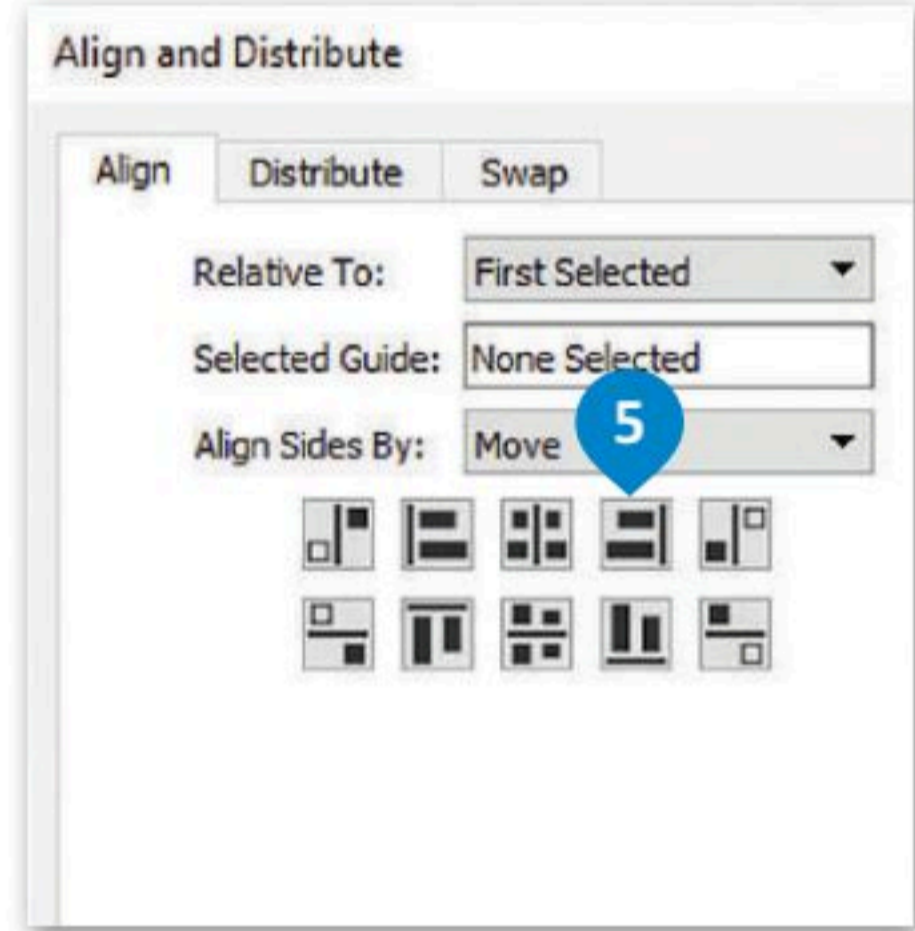 Align and Distribute
Align Distribute Swap
Relative To: First Selected
Selected Guide: None Selected
5
Align Sides By: Move